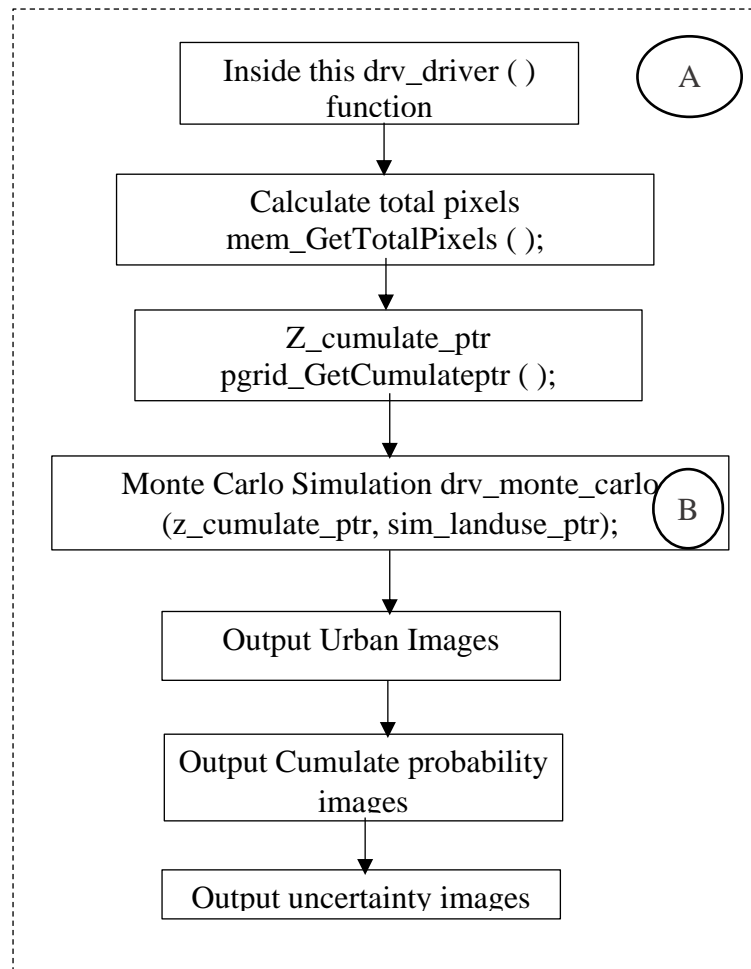 Inside this drv_driver ( )
function
A
Calculate total pixels
mem_GetTotalPixels ( );
Z_cumulate_ptr
pgrid_GetCumulateptr ( );
Monte Carlo Simulation drv_monte_carlo
(z_cumulate_ptr, sim_landuse_ptr);
B
Output Urban Images
Output Cumulate probability
images
Output uncertainty images